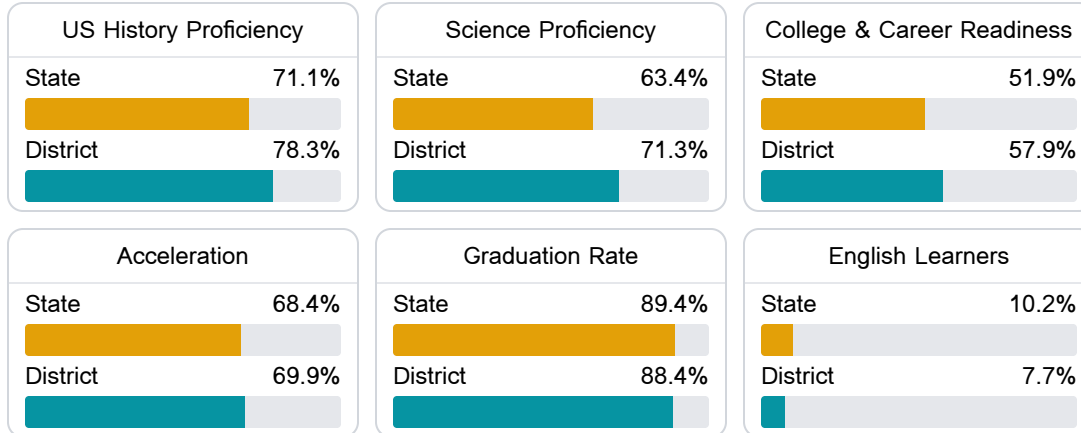 US History Proficiency
State 71.1%
District 78.3%
Science Proficiency
State 63.4%
District 71.3%
College & Career Readiness
State 51.9%
District 57.9%
Acceleration
State 68.4%
District 69.9%
Graduation Rate
State 89.4%
District 88.4%
English Learners
State 10.2%
District 7.7%